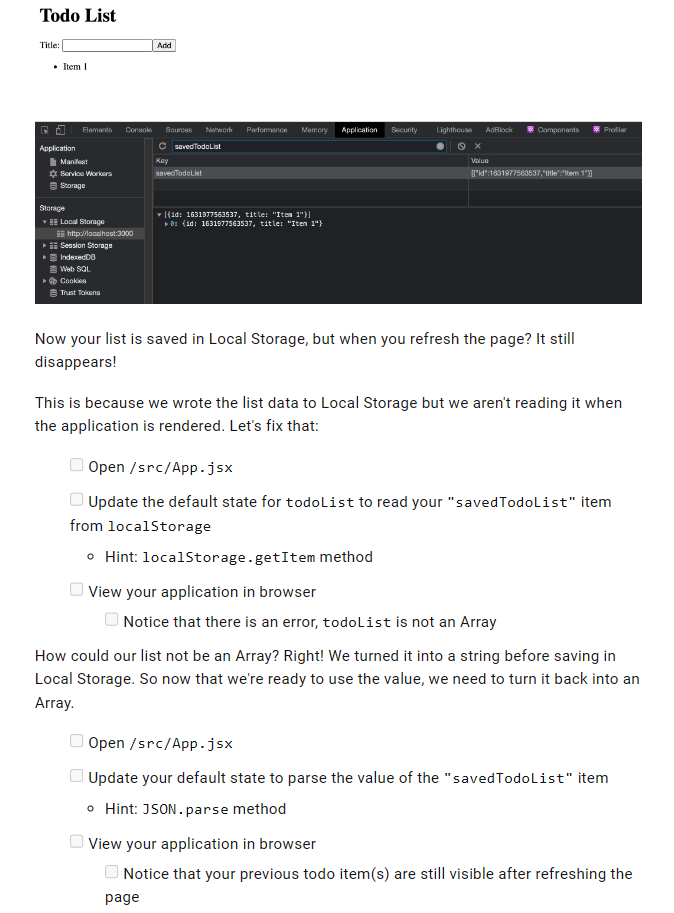 Todo List
Title: Add
• Item 1
Elements Console Sources Network Performance Memory Application Security Lighthouse AdBlock Components Profiler
Application
Manifest
Service Workers
Storage
Storage
Local Storage
http://localhost:3000
Session Storage
IndexedDB
Web SQL
Cookies
Trust Tokens
savedTodoList
Key Value
savedTodoList [{"id":1631977563537,"title":"Item 1"}]
▼ [{id: 1631977563537, title: "Item 1"}]
▶ 0: {id: 1631977563537, title: "Item 1"}
Now your list is saved in Local Storage, but when you refresh the page? It still
disappears!
This is because we wrote the list data to Local Storage but we aren't reading it when
the application is rendered. Let's fix that:
Open /src/App.jsx
Update the default state for todoList to read your "savedTodoList" item
from localStorage
Hint: localStorage.getItem method
View your application in browser
Notice that there is an error, todoList is not an Array
How could our list not be an Array? Right! We turned it into a string before saving in
Local Storage. So now that we're ready to use the value, we need to turn it back into an
Array.
Open /src/App.jsx
Update your default state to parse the value of the "savedTodoList" item
Hint: JSON.parse method
View your application in browser
Notice that your previous todo item(s) are still visible after refreshing the
page